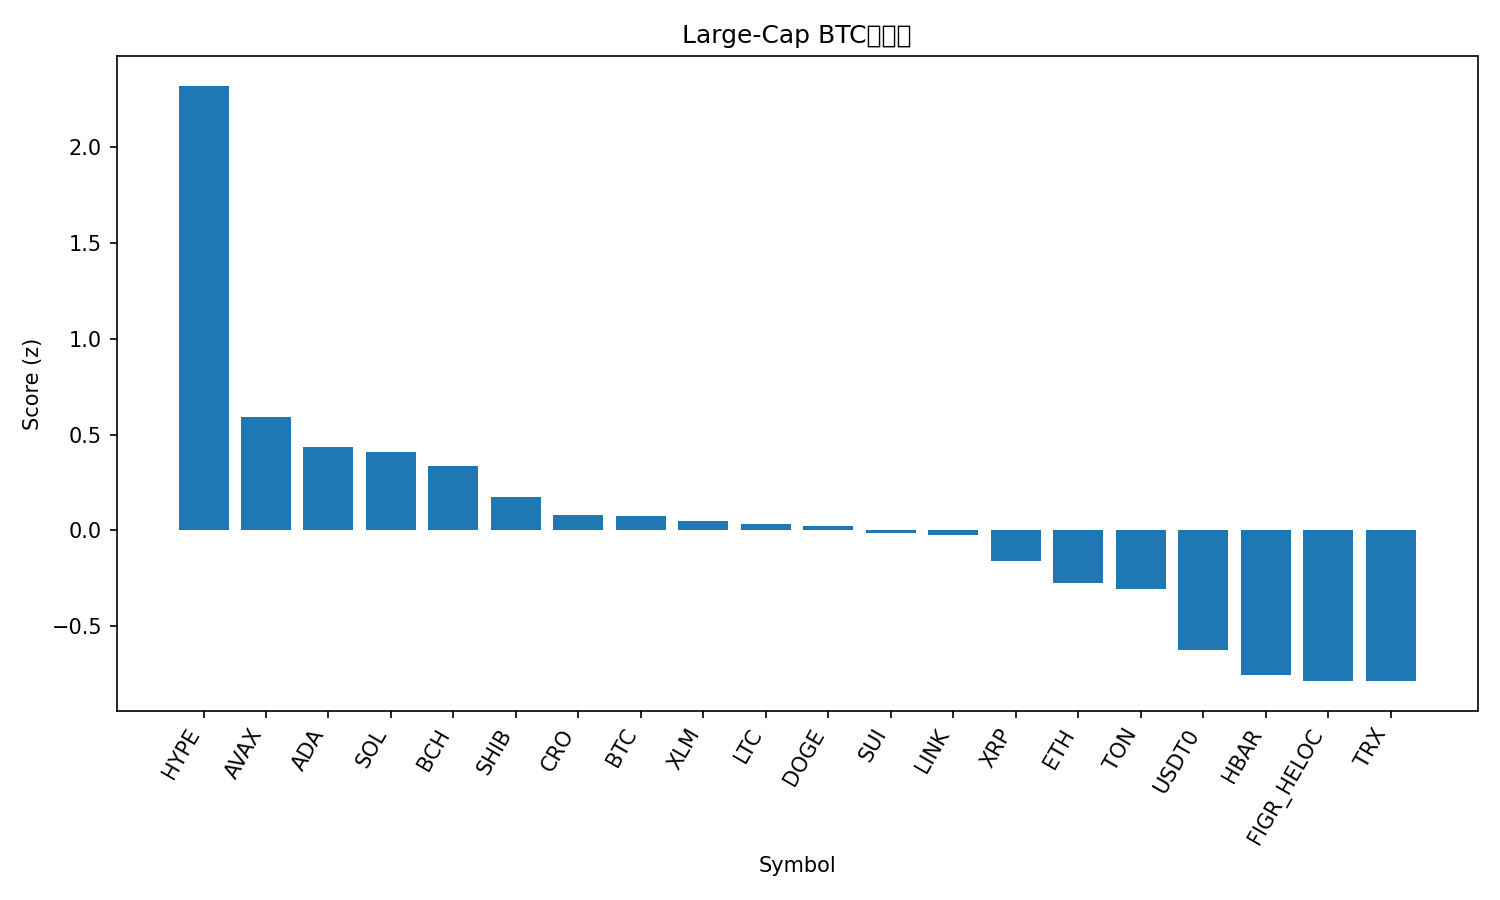 Large-Cap BTC
2.0
1.5
1.0
0.5
0.0
−0.5
Score (z)
HYPE
AVAX
ADA
SOL
BCH
SHIB
CRO
BTC
XLM
LTC
DOGE
SUI
LINK
XRP
ETH
TON
USDT0
HBAR
FIGR_HELOC
TRX
Symbol